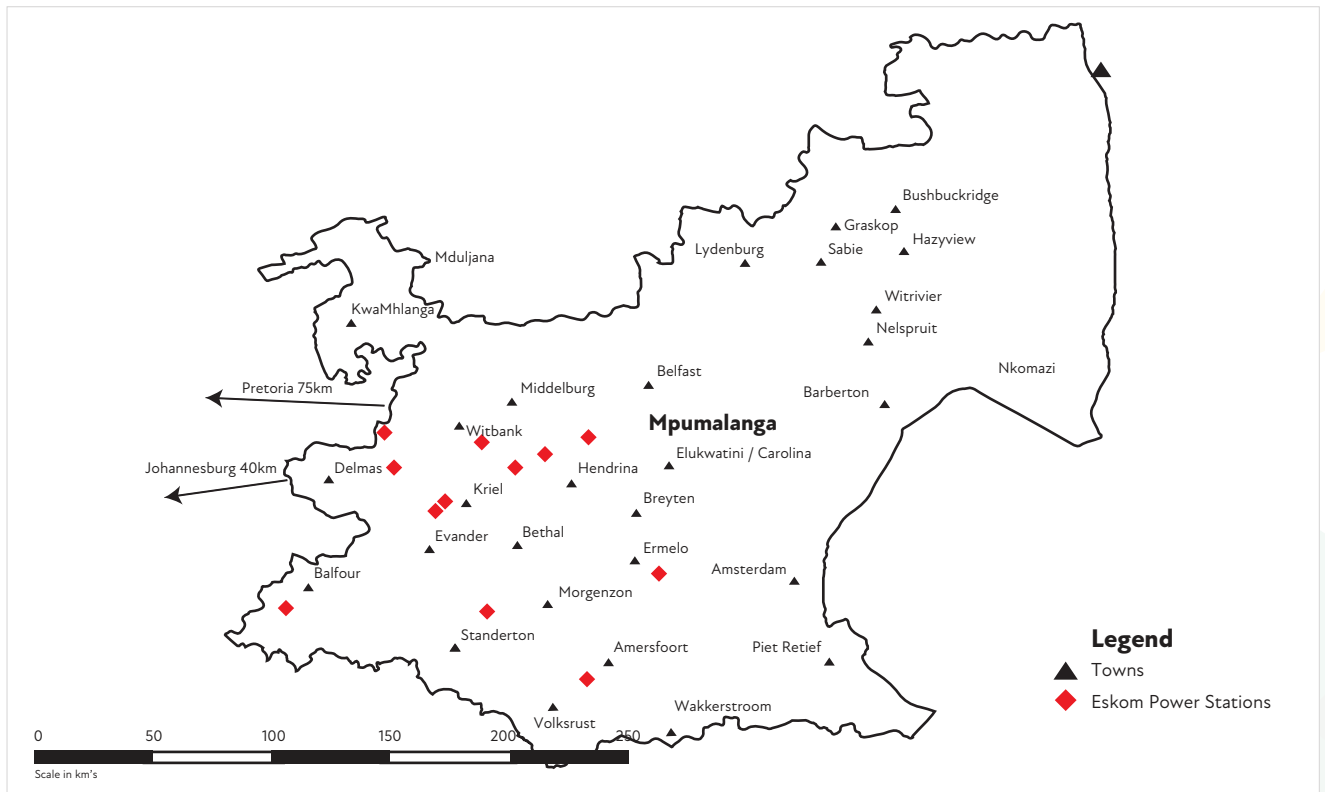 Bushbuckridge
Graskop
Hazyview
Lydenburg
Sabie
Mduljana
KwaMhlanga
Witrivier
Nelspruit
Nkomazi
Pretoria 75km
Belfast
Middelburg
Barberton
Mpumalanga
Witbank
Elukwatini / Carolina
Johannesburg 40km
Delmas
Hendrina
Kriel
Breyten
Evander
Bethal
Ermelo
Amsterdam
Balfour
Morgenzon
Standerton
Amersfoort
Piet Retief
Legend
Towns
Eskom Power Stations
Wakkerstroom
Volksrust
0 50 100 150 200 250
Scale in km's